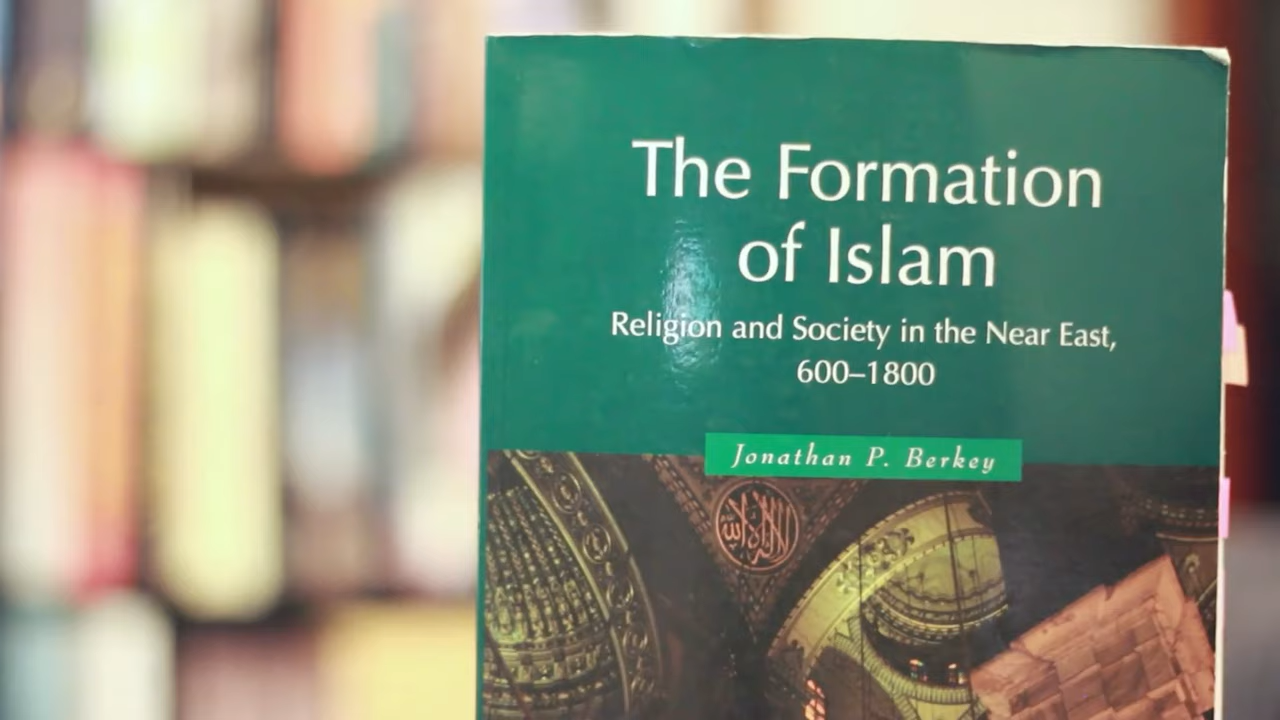 The Formation
of Islam
Religion and Society in the Near East,
600–1800
Jonathan P. Berkey